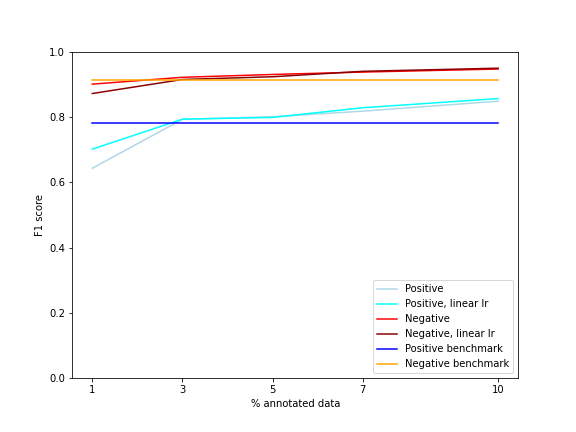 1.0
0.8
0.6
0.4
0.2
0.0
F1 score
1 3 5 7 10
% annotated data
Positive
Positive, linear lr
Negative
Negative, linear lr
Positive benchmark
Negative benchmark